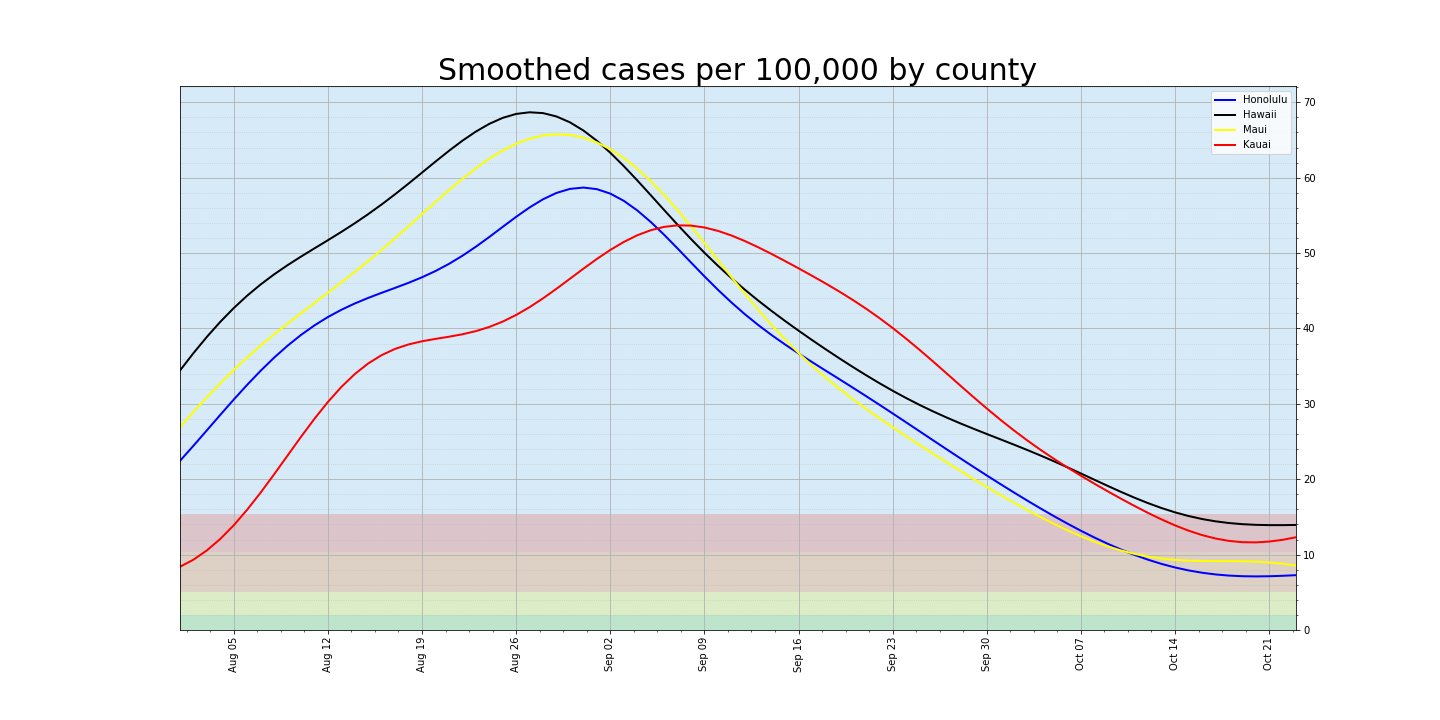 Smoothed cases per 100,000 by county
Honolulu
Hawaii
Maui
Kauai
70
60
50
40
30
20
10
0
Aug 05
Aug 12
Aug 19
Aug 26
Sep 02
Sep 09
Sep 16
Sep 23
Sep 30
Oct 07
Oct 14
Oct 21